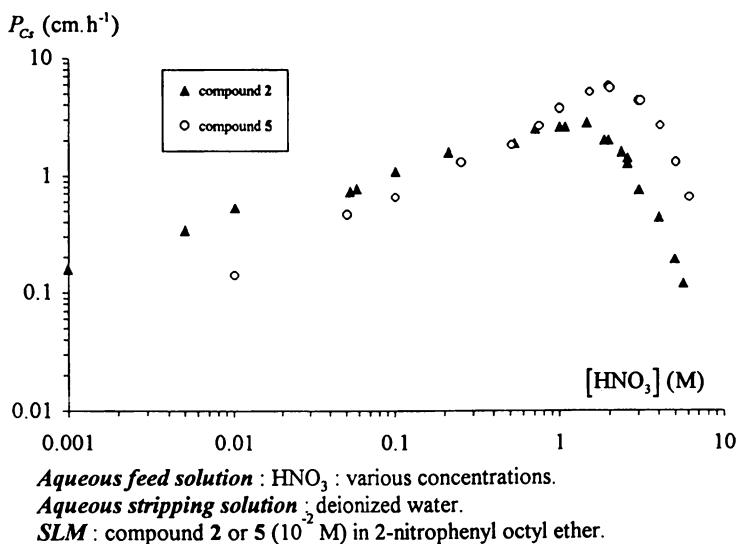 P_Cs (cm.h⁻¹)
10
1
0.1
0.01
▲ compound 2
○ compound 5
[HNO₃] (M)
0.001 0.01 0.1 1 10
Aqueous feed solution : HNO₃ : various concentrations.
Aqueous stripping solution : deionized water.
SLM : compound 2 or 5 (10⁻² M) in 2-nitrophenyl octyl ether.